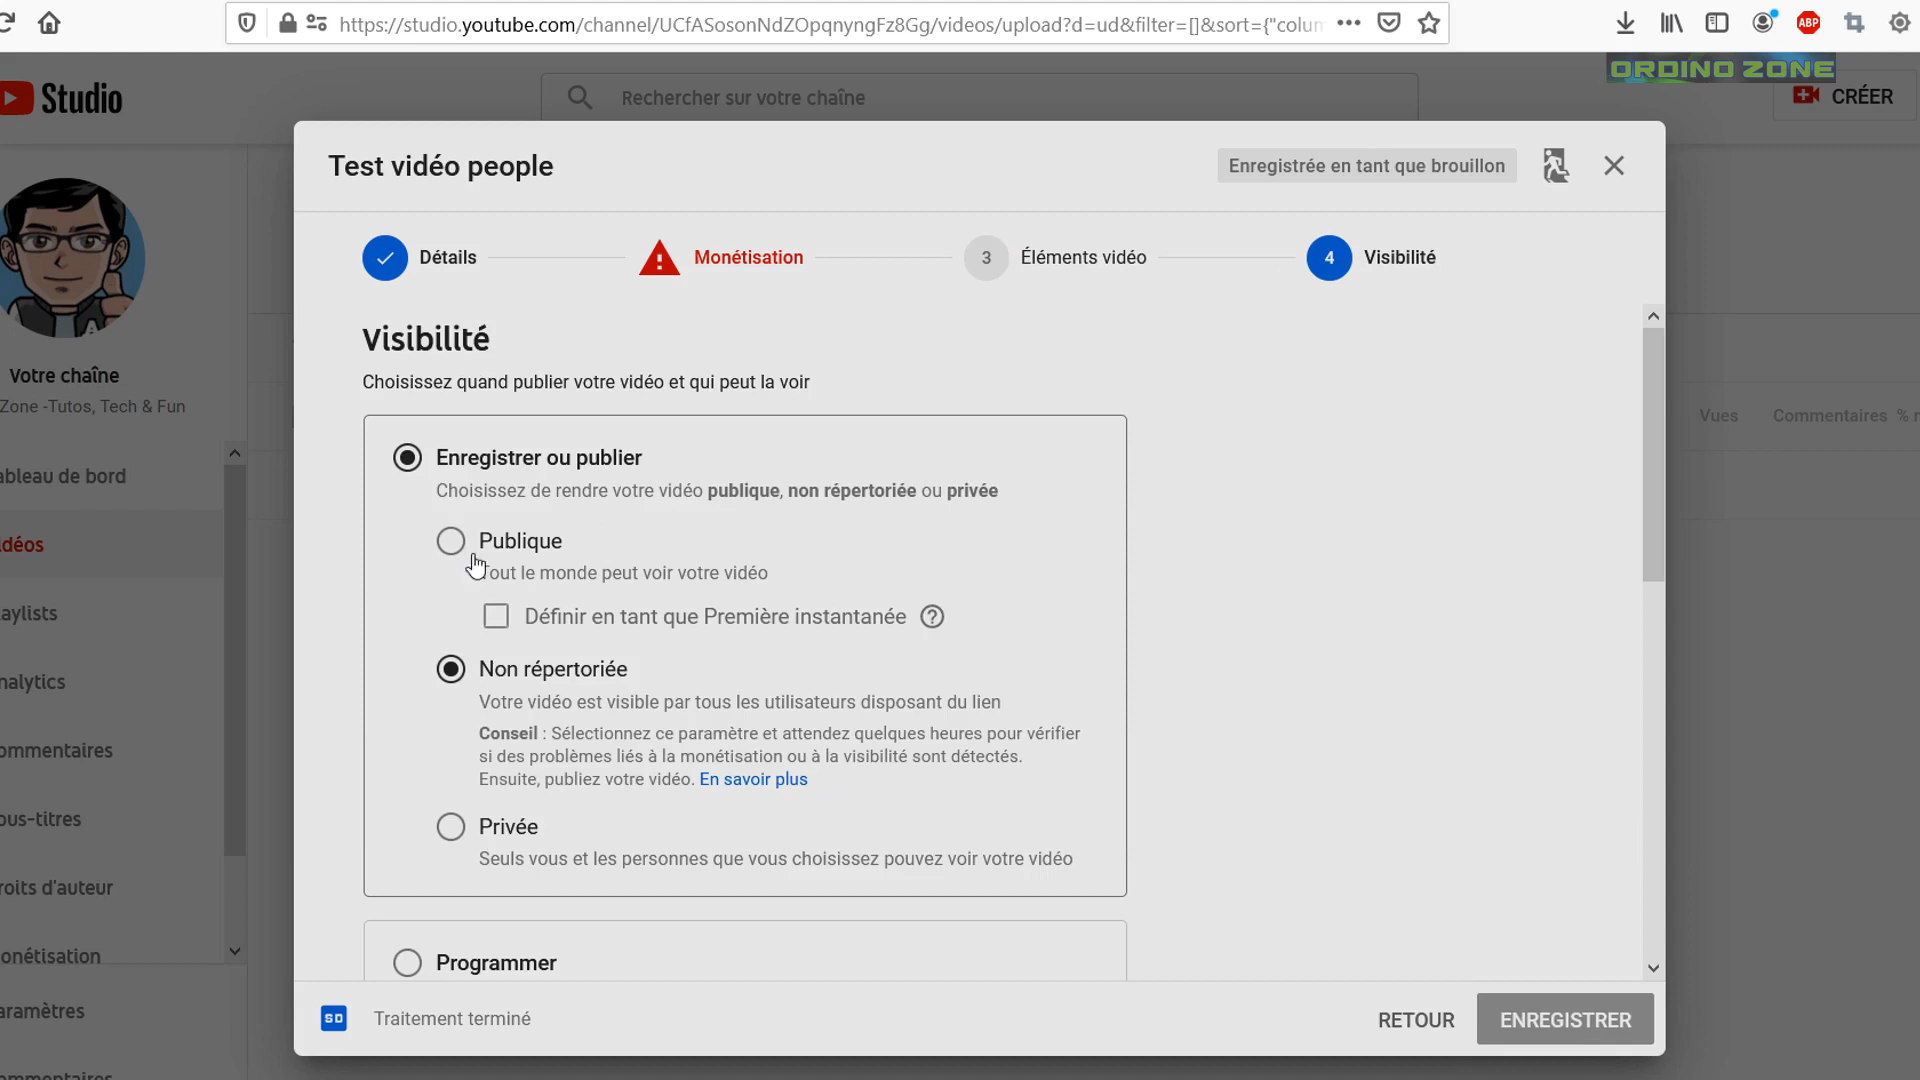 https://studio.youtube.com/channel/UCfASosonNdZOpqnyngFz8Gg/videos/upload?d=ud&filter=[]&sort={"colum
ABP
ORDINO ZONE
Studio
Rechercher sur votre chaîne
CRÉER
Test vidéo people
Enregistrée en tant que brouillon
Détails
Monétisation
3
Éléments vidéo
4
Visibilité
Visibilité
Choisissez quand publier votre vidéo et qui peut la voir
Votre chaîne
Zone -Tutos, Tech & Fun
Vues
Commentaires
%
Enregistrer ou publier
Choisissez de rendre votre vidéo publique, non répertoriée ou privée
ableau de bord
Publique
déos
Tout le monde peut voir votre vidéo
aylists
Définir en tant que Première instantanée
Non répertoriée
nalytics
Votre vidéo est visible par tous les utilisateurs disposant du lien
Conseil : Sélectionnez ce paramètre et attendez quelques heures pour vérifier
si des problèmes liés à la monétisation ou à la visibilité sont détectés.
Ensuite, publiez votre vidéo. En savoir plus
ommentaires
ous-titres
Privée
Seuls vous et les personnes que vous choisissez pouvez voir votre vidéo
roits d'auteur
onétisation
Programmer
aramètres
SD
Traitement terminé
RETOUR
ENREGISTRER